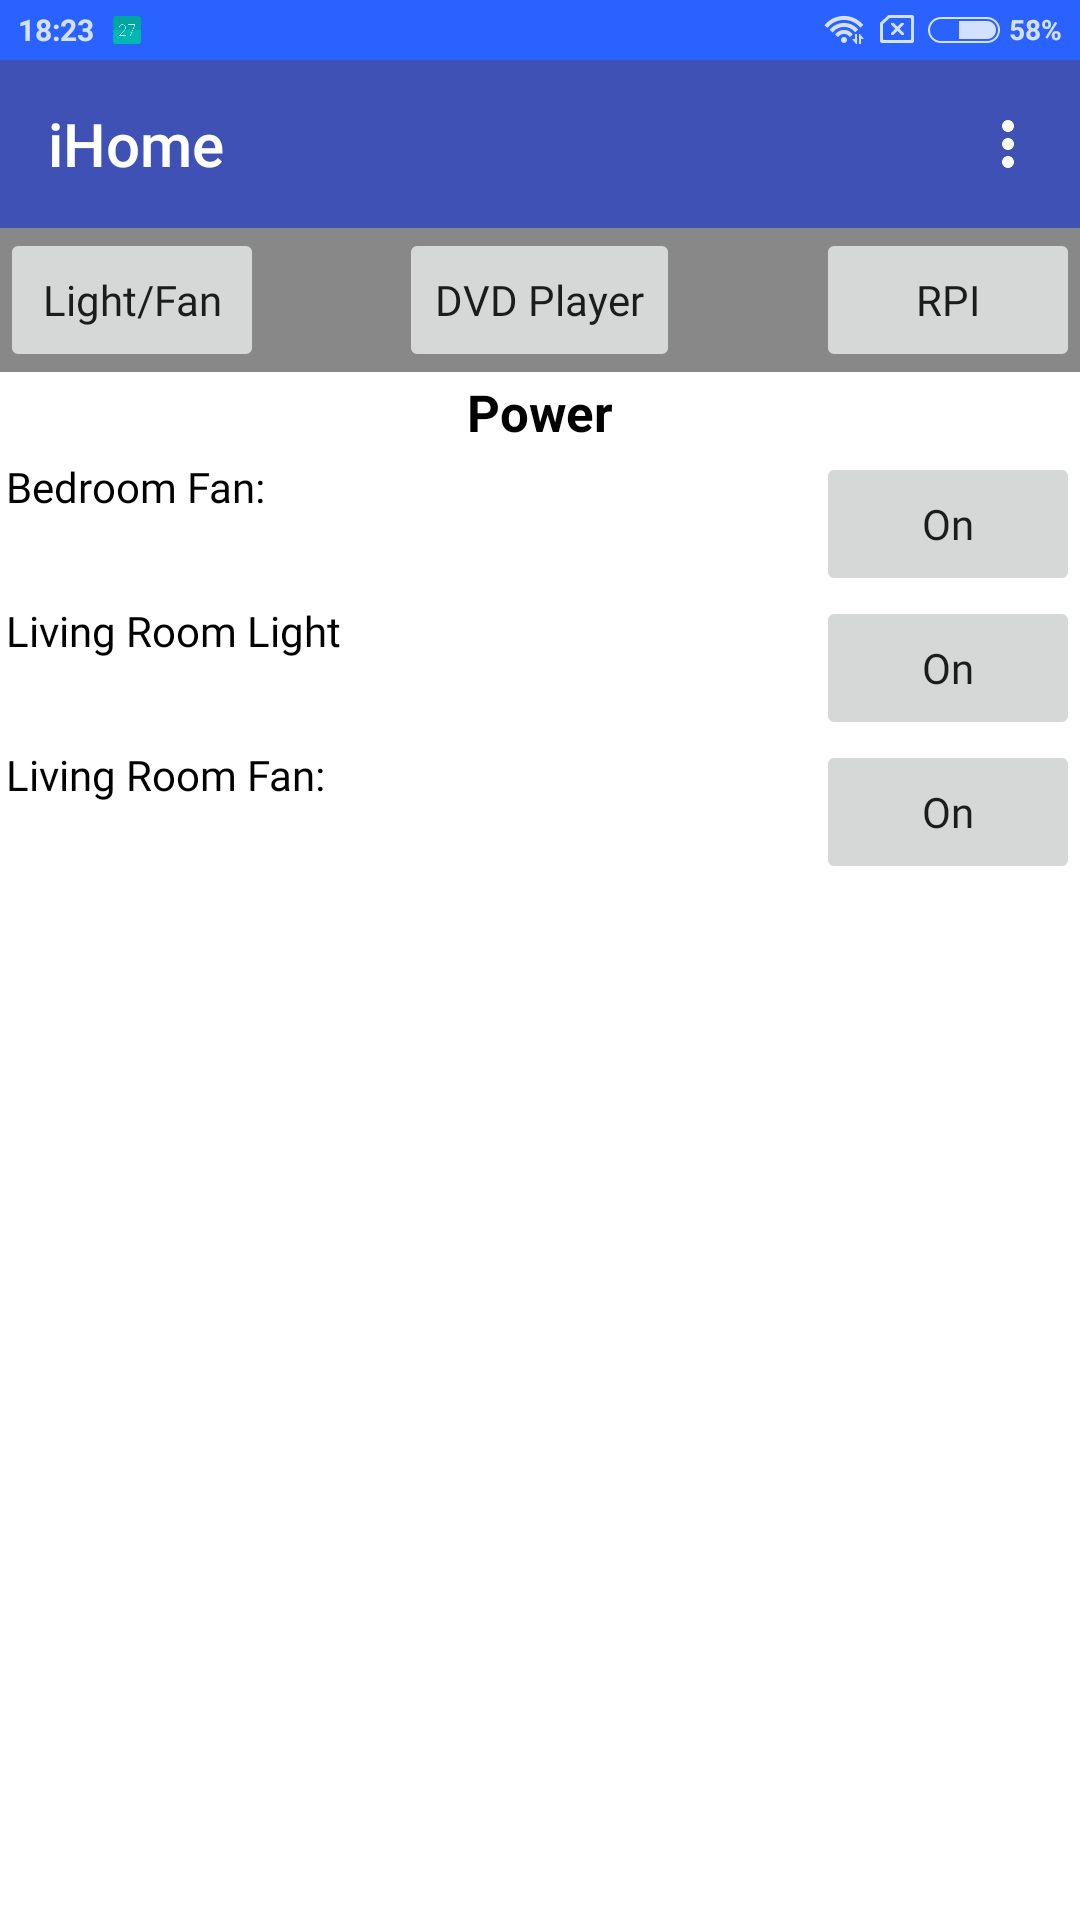 18:23 27 58%
iHome
Light/Fan DVD Player RPI
Power
Bedroom Fan: On
Living Room Light On
Living Room Fan: On